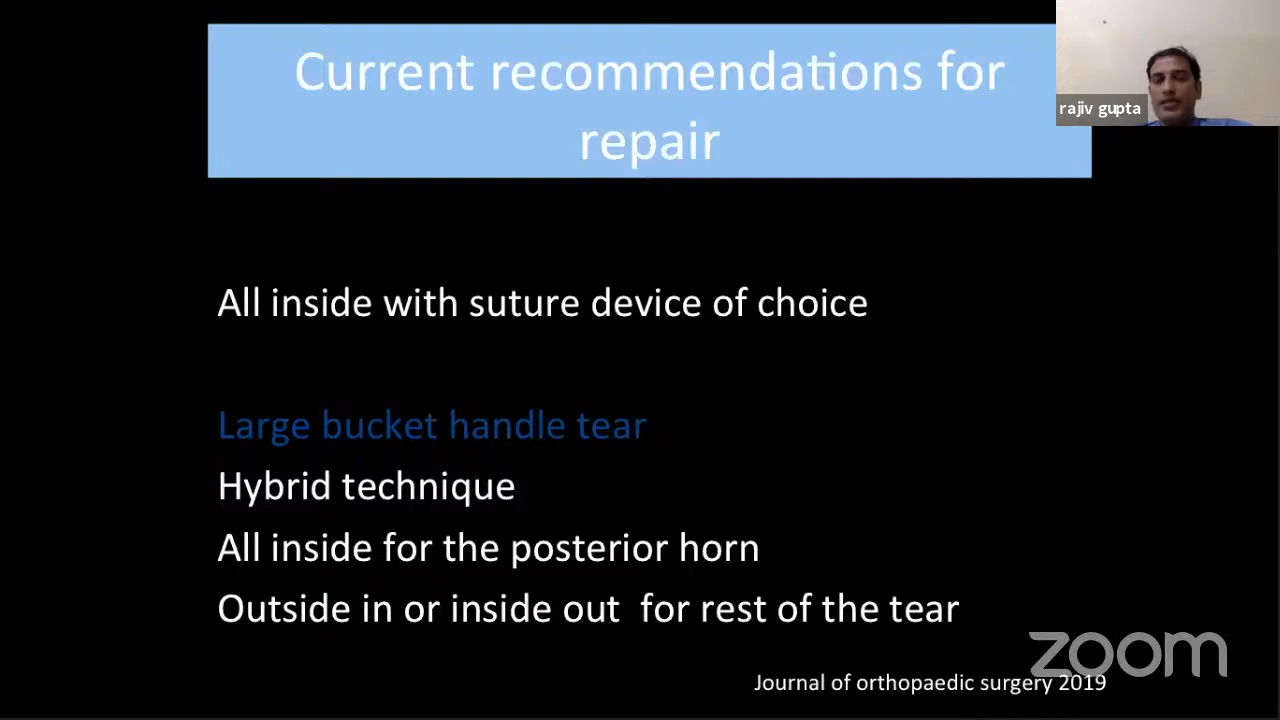 Current recommendations for
repair
rajiv gupta
All inside with suture device of choice
Large bucket handle tear
Hybrid technique
All inside for the posterior horn
Outside in or inside out for rest of the tear
zoom
Journal of orthopaedic surgery 2019